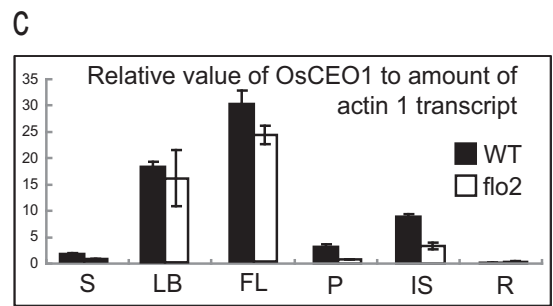 C
Relative value of OsCEO1 to amount of
actin 1 transcript
35
30
25
20
15
10
5
0
WT
flo2
S LB FL P IS R